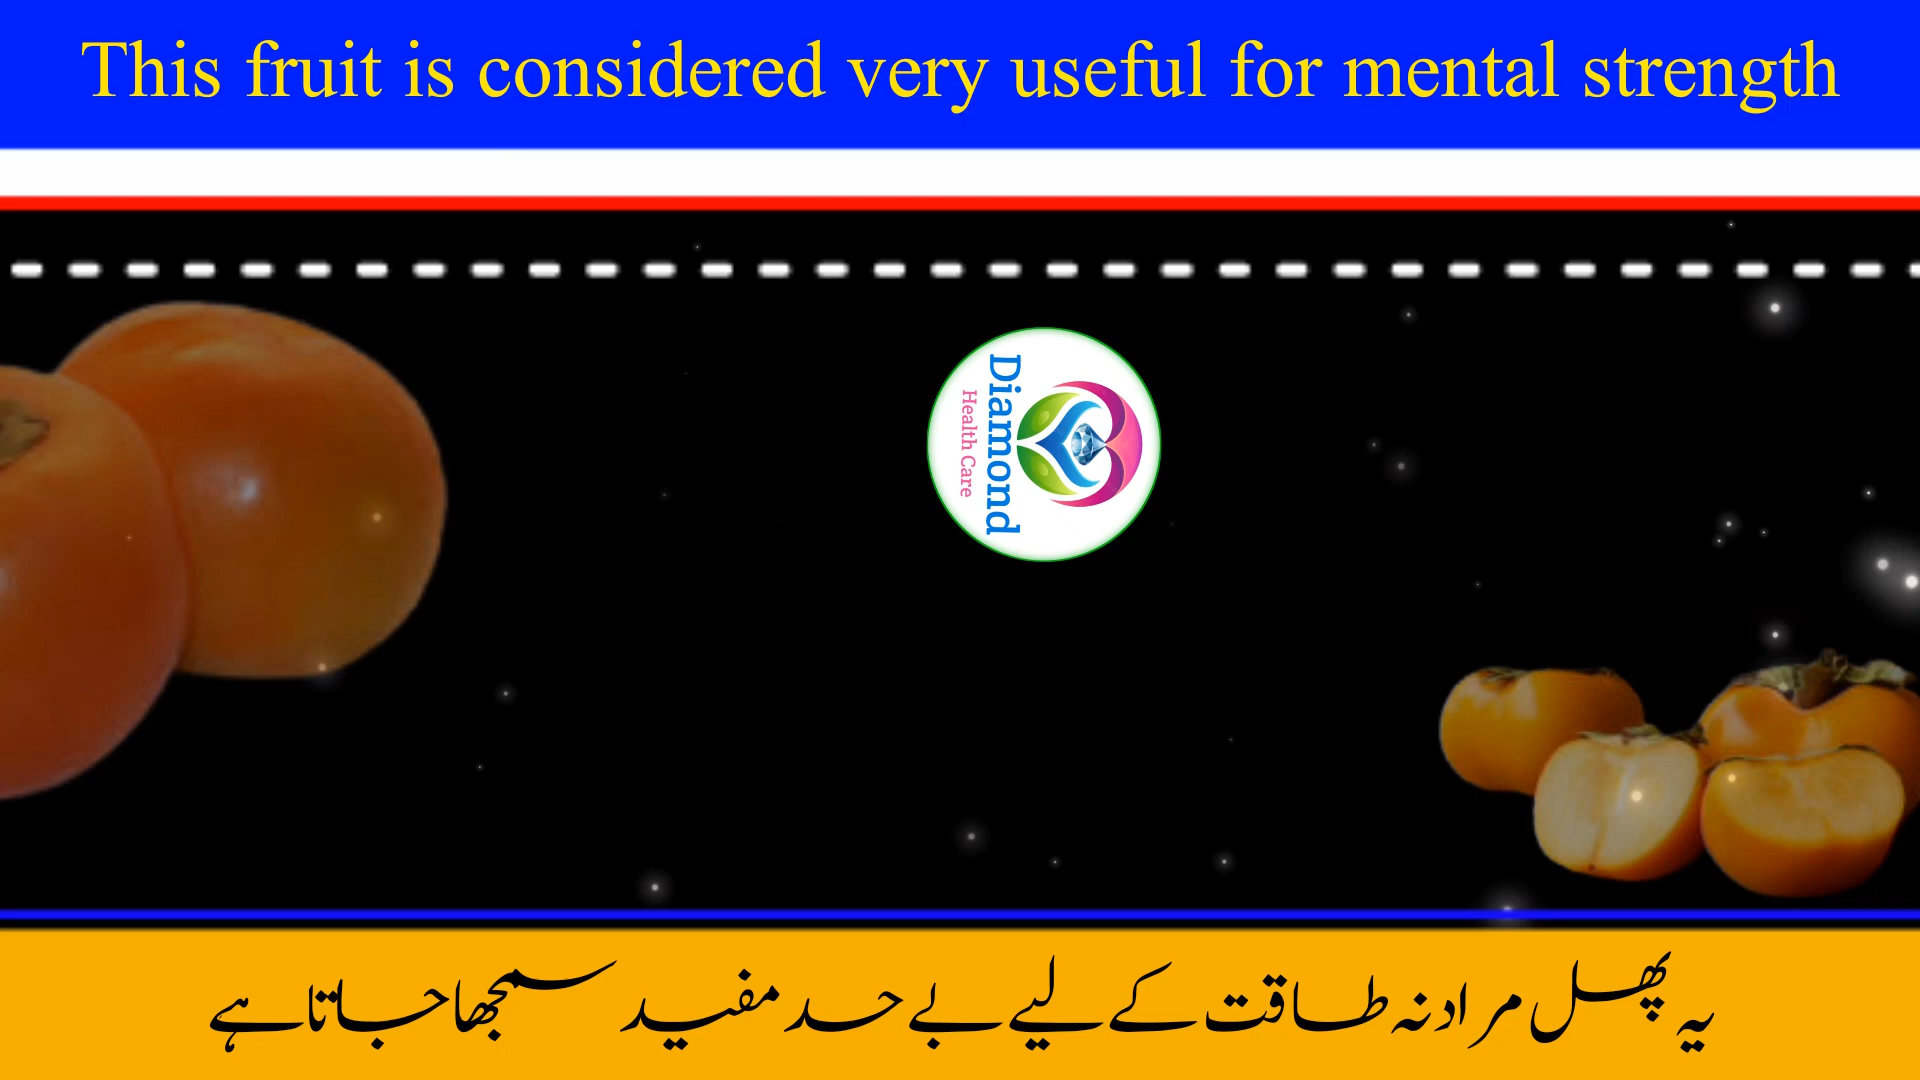 This fruit is considered very useful for mental strength
Diamond
Health Care
یہ پھل مرادنہ طاقت کے لیے بے حد مفید سمجھا جاتا ہے